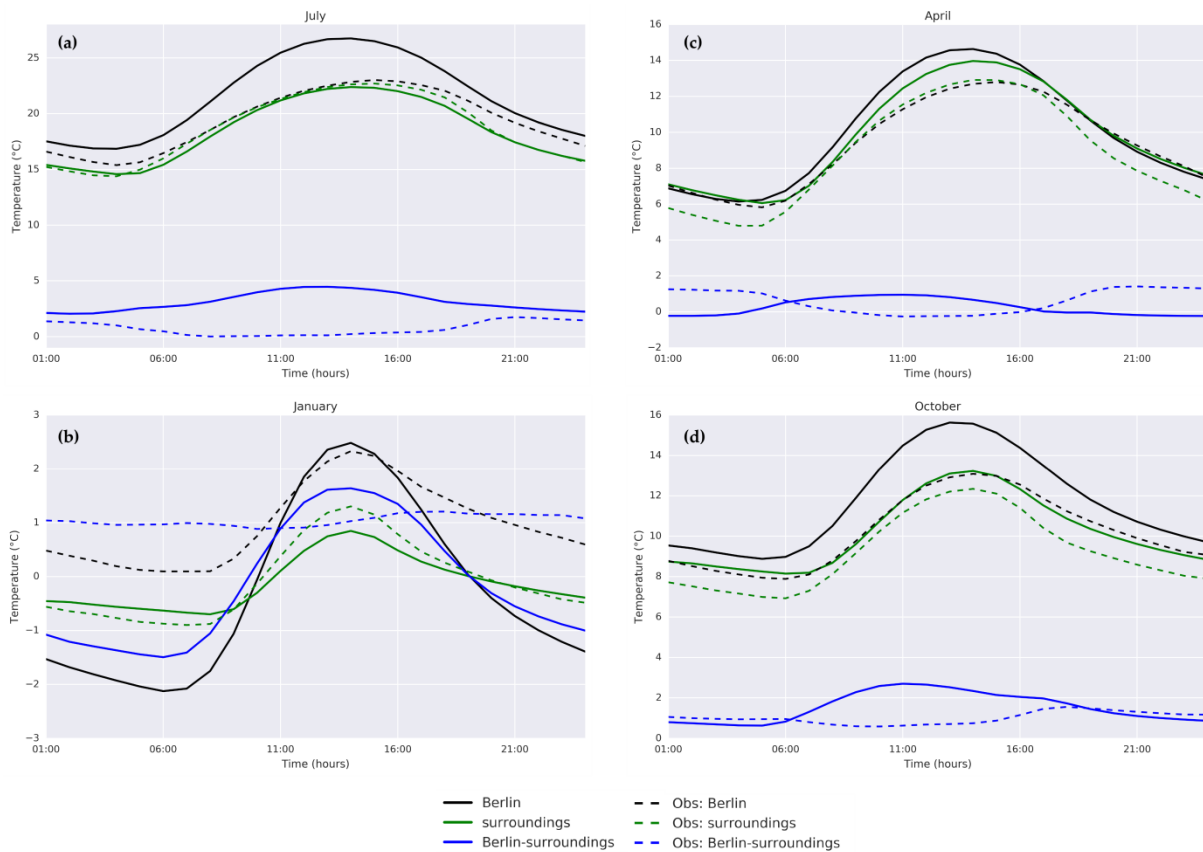 July
(a)
Temperature (°C)
25
20
15
10
5
0
01:00 06:00 11:00 16:00 21:00
Time (hours)
April
(c)
Temperature (°C)
16
14
12
10
8
6
4
2
0
−2
01:00 06:00 11:00 16:00 21:00
Time (hours)
January
(b)
Temperature (°C)
3
2
1
0
−1
−2
−3
01:00 06:00 11:00 16:00 21:00
Time (hours)
October
(d)
Temperature (°C)
16
14
12
10
8
6
4
2
0
01:00 06:00 11:00 16:00 21:00
Time (hours)
Berlin
surroundings
Berlin-surroundings
Obs: Berlin
Obs: surroundings
Obs: Berlin-surroundings